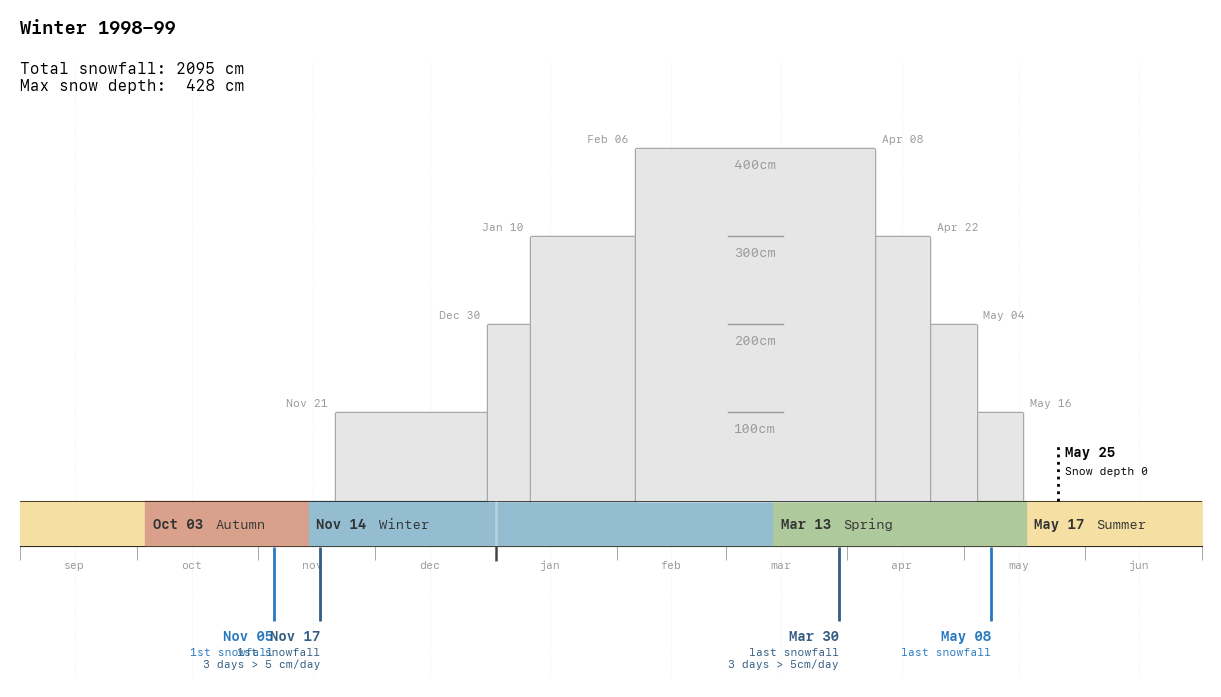 Winter 1998–99
Total snowfall: 2095 cm
Max snow depth: 428 cm
Feb 06
Apr 08
400cm
Jan 10
Apr 22
300cm
Dec 30
May 04
200cm
Nov 21
May 16
100cm
May 25
Snow depth 0
Oct 03 Autumn
Nov 14 Winter
Mar 13 Spring
May 17 Summer
sep
oct
nov
dec
jan
feb
mar
apr
may
jun
Nov 05
1st snowfall
Nov 17
1st snowfall
3 days > 5 cm/day
Mar 30
last snowfall
3 days > 5cm/day
May 08
last snowfall